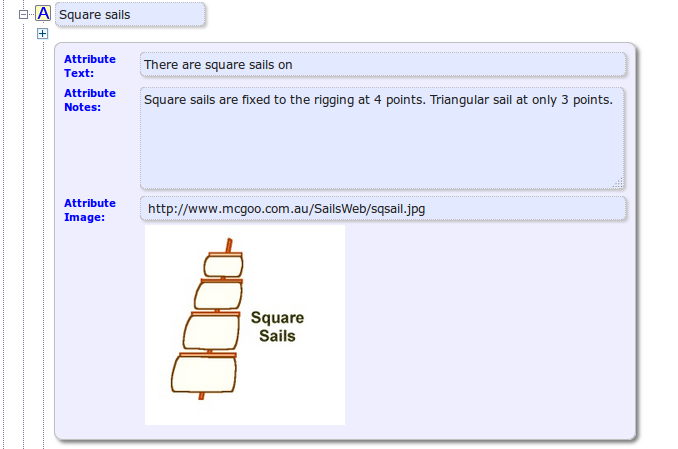 A Square sails
Attribute Text: There are square sails on
Attribute Notes: Square sails are fixed to the rigging at 4 points. Triangular sail at only 3 points.
Attribute Image: http://www.mcgoo.com.au/SailsWeb/sqsail.jpg
Square
Sails